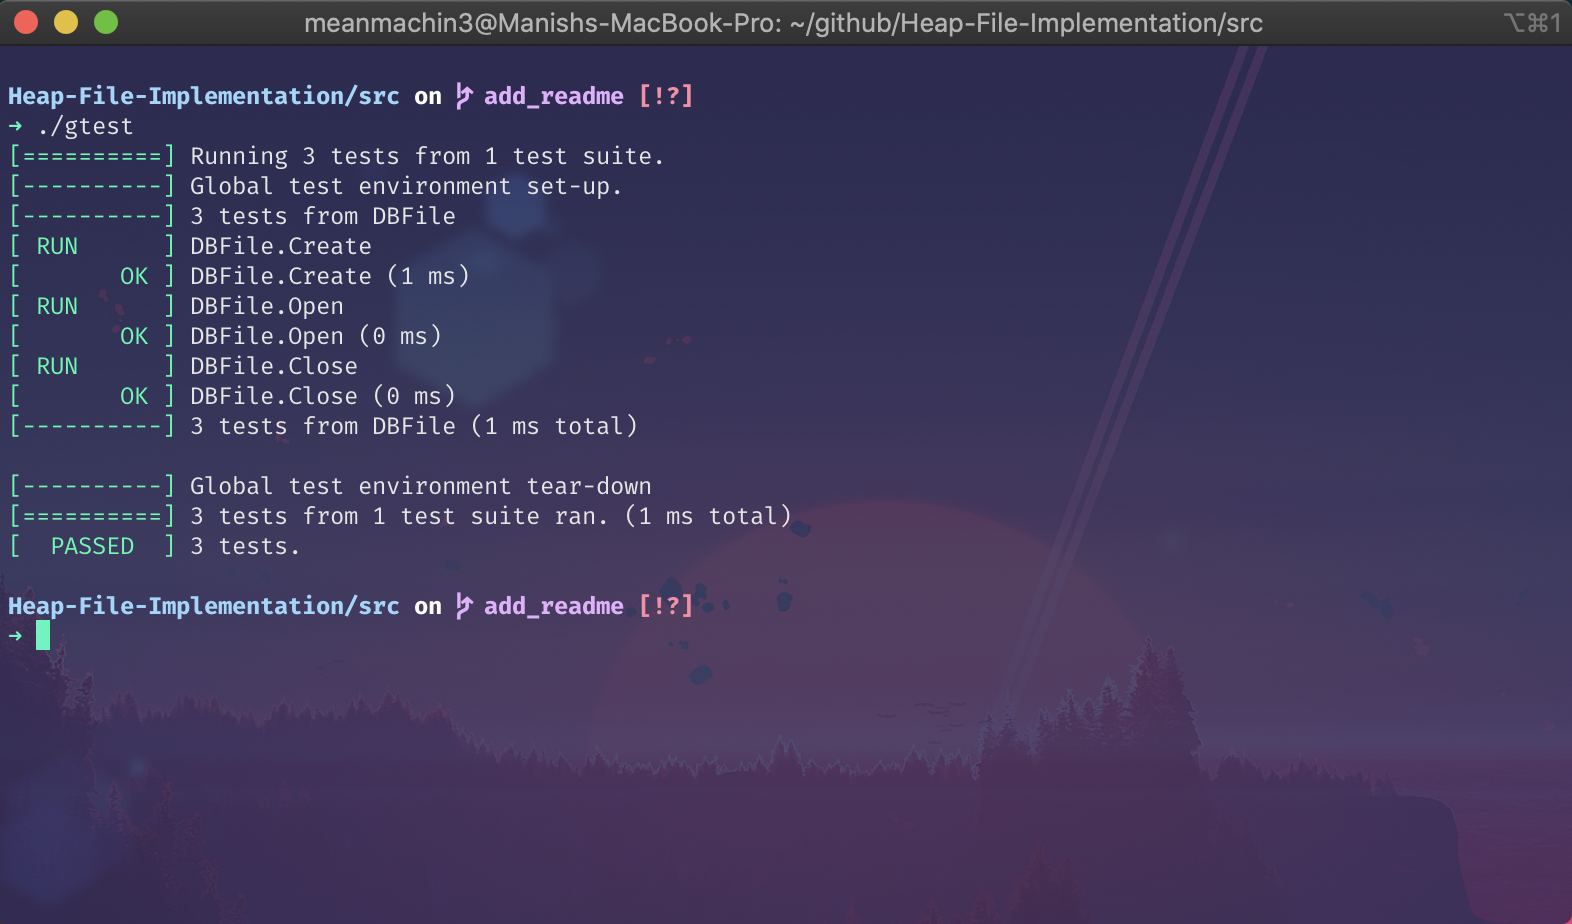 meanmachin3@Manishs-MacBook-Pro: ~/github/Heap-File-Implementation/src ⌥⌘1
Heap-File-Implementation/src on  add_readme [!?]
➜ ./gtest
[==========] Running 3 tests from 1 test suite.
[----------] Global test environment set-up.
[----------] 3 tests from DBFile
[ RUN      ] DBFile.Create
[       OK ] DBFile.Create (1 ms)
[ RUN      ] DBFile.Open
[       OK ] DBFile.Open (0 ms)
[ RUN      ] DBFile.Close
[       OK ] DBFile.Close (0 ms)
[----------] 3 tests from DBFile (1 ms total)
[----------] Global test environment tear-down
[==========] 3 tests from 1 test suite ran. (1 ms total)
[  PASSED  ] 3 tests.
Heap-File-Implementation/src on  add_readme [!?]
➜